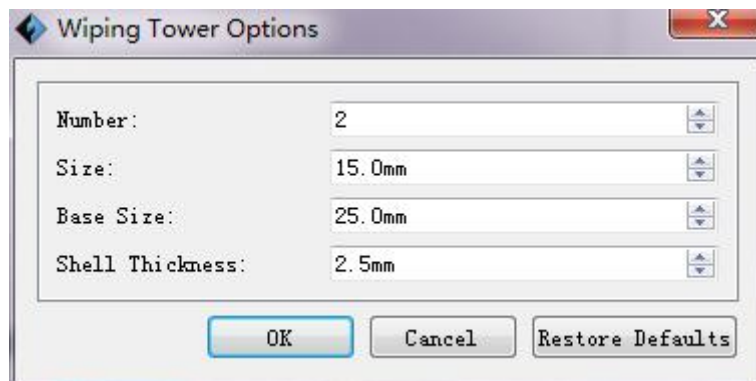 Wiping Tower Options
Number: 2
Size: 15.0mm
Base Size: 25.0mm
Shell Thickness: 2.5mm
OK Cancel Restore Defaults